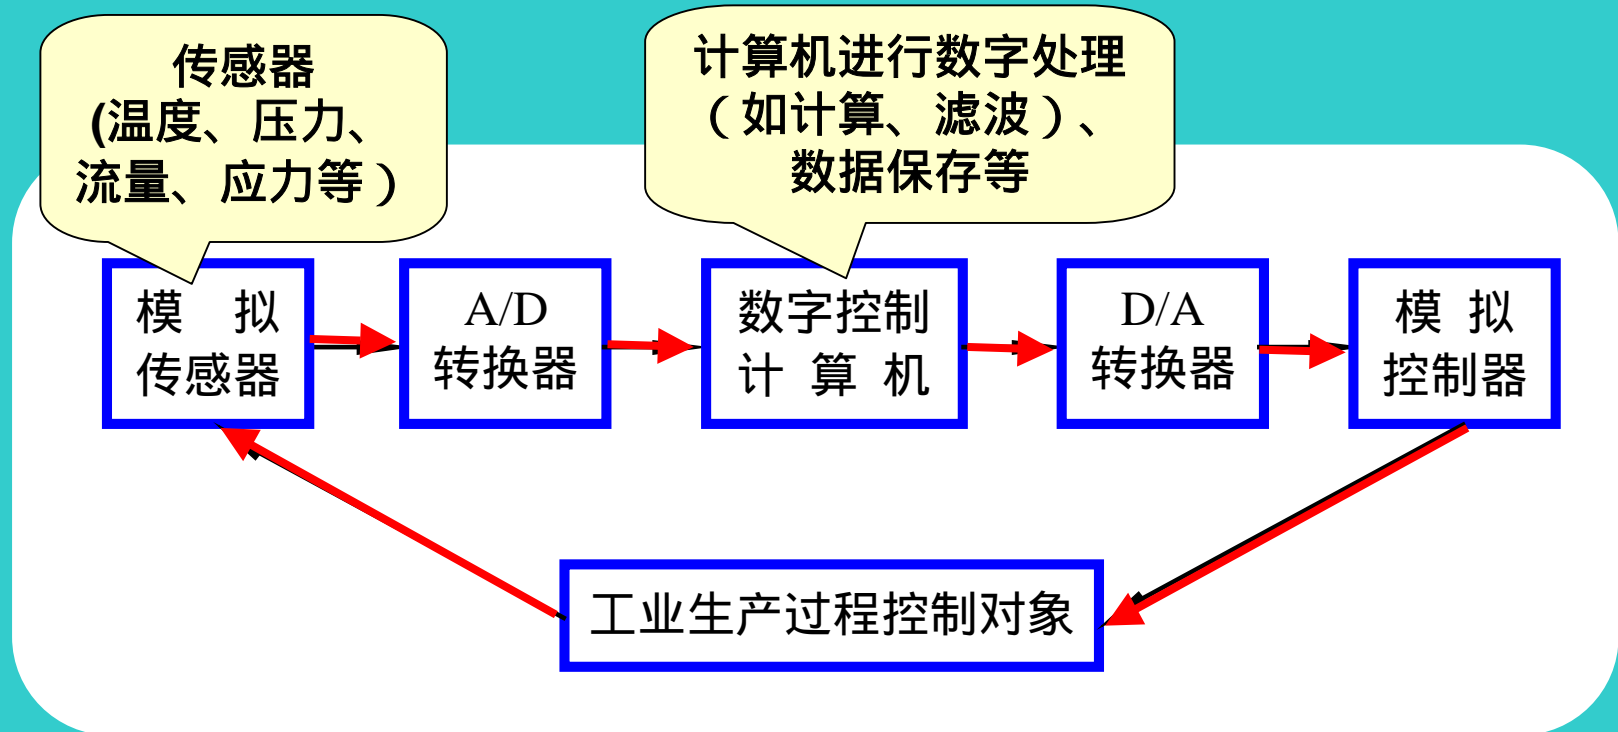 传感器
(温度、压力、
流量、应力等）
计算机进行数字处理
（如计算、滤波）、
数据保存等
模 拟
传感器
A/D
转换器
数字控制
计 算 机
D/A
转换器
模 拟
控制器
工业生产过程控制对象